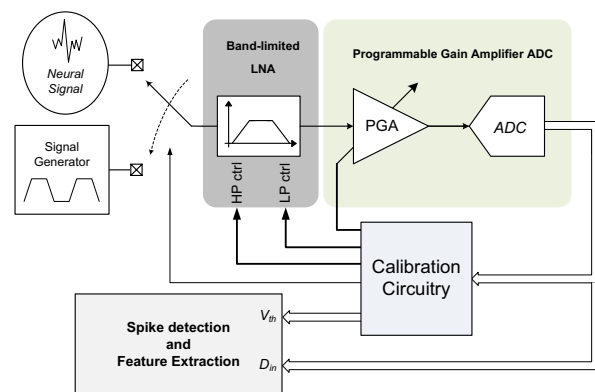 Neural
Signal
Signal
Generator
Band-limited
LNA
HP ctrl
LP ctrl
Programmable Gain Amplifier ADC
PGA
ADC
Calibration
Circuitry
Spike detection
and
Feature Extraction
Vth
Din